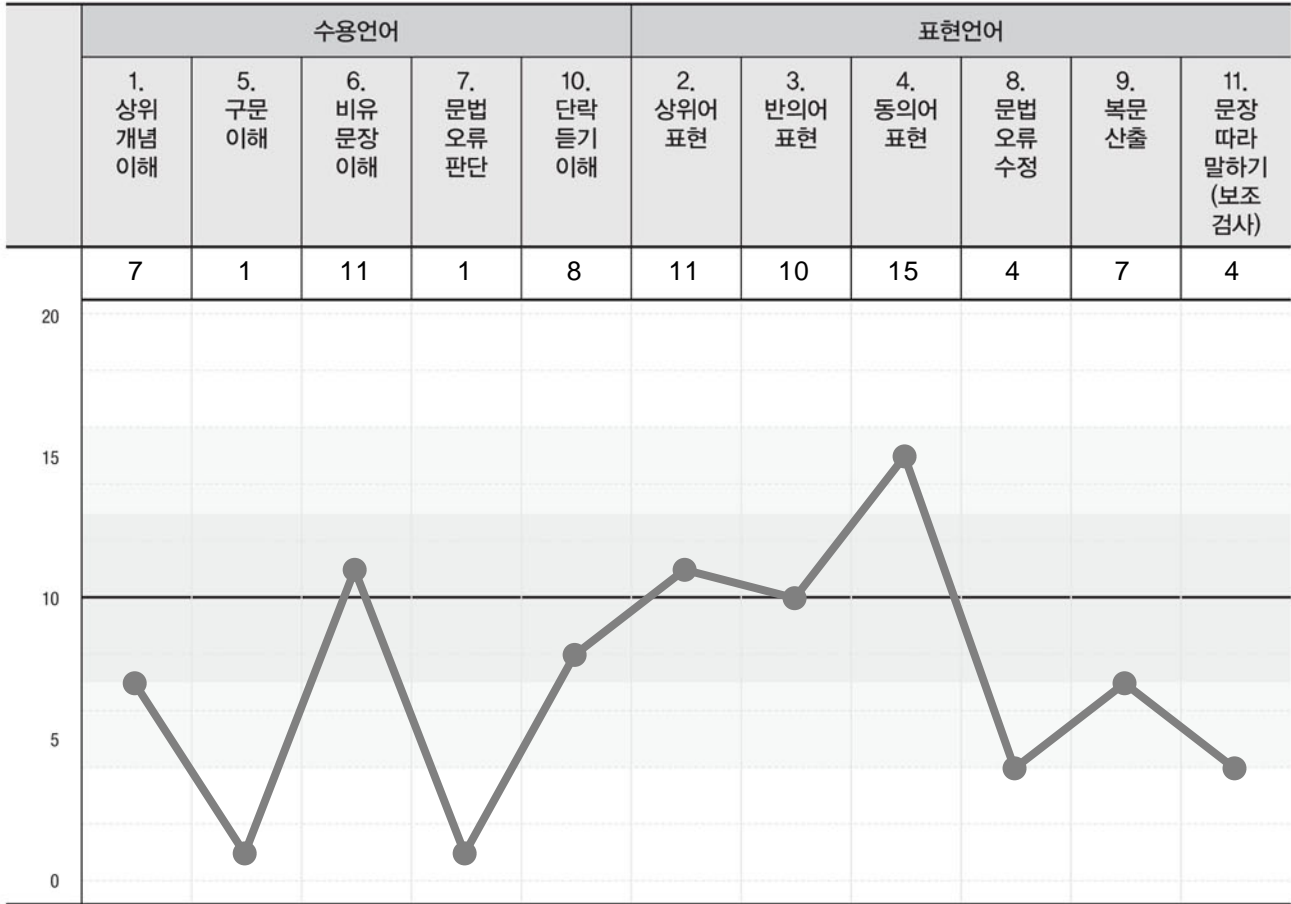 수용언어 표현언어
1. 상위 개념 이해
5. 구문 이해
6. 비유 문장 이해
7. 문법 오류 판단
10. 단락 듣기 이해
2. 상위어 표현
3. 반의어 표현
4. 동의어 표현
8. 문법 오류 수정
9. 복문 산출
11. 문장 따라 말하기 (보조 검사)
7 1 11 1 8 11 10 15 4 7 4
20
15
10
5
0